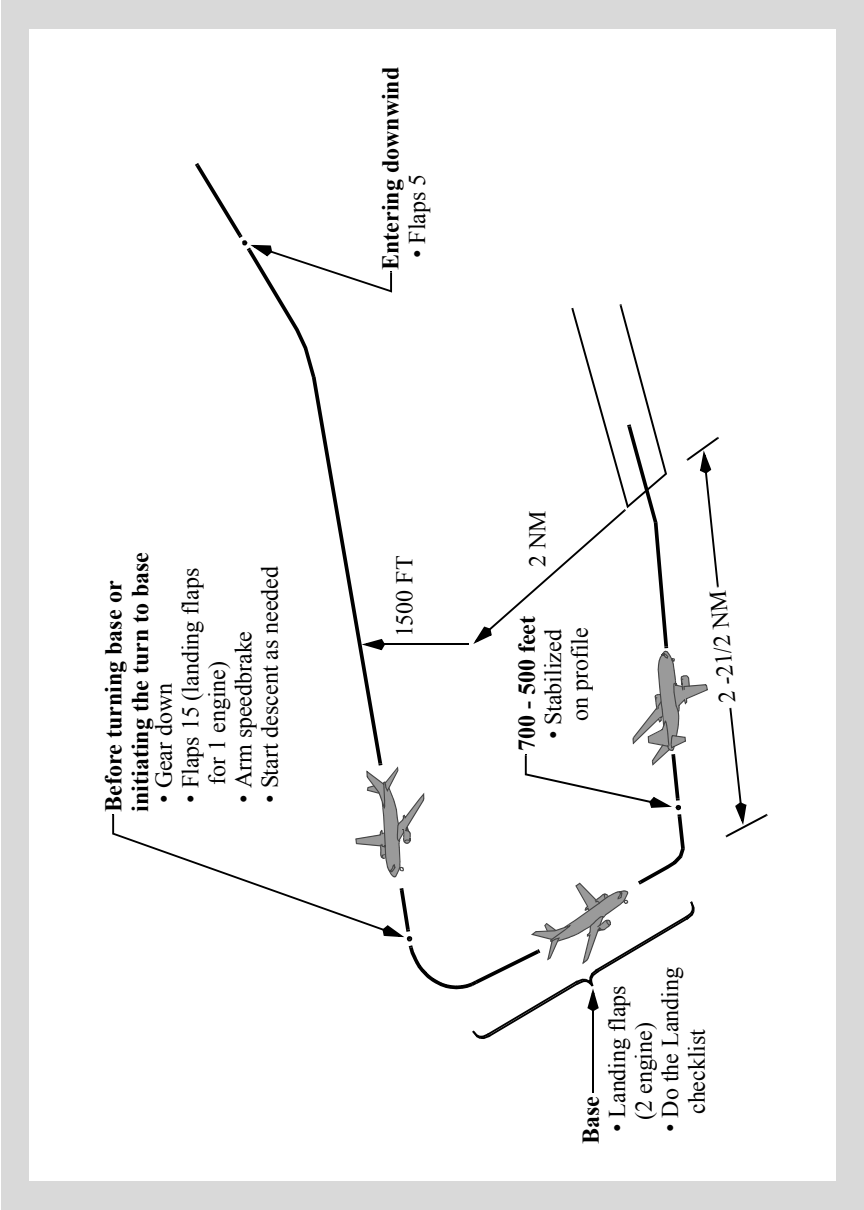 Entering downwind
• Flaps 5
Before turning base or
initiating the turn to base
• Gear down
• Flaps 15 (landing flaps
for 1 engine)
• Arm speedbrake
• Start descent as needed
1500 FT
2 NM
700 - 500 feet
• Stabilized
on profile
2 -21/2 NM
Base
• Landing flaps
(2 engine)
• Do the Landing
checklist